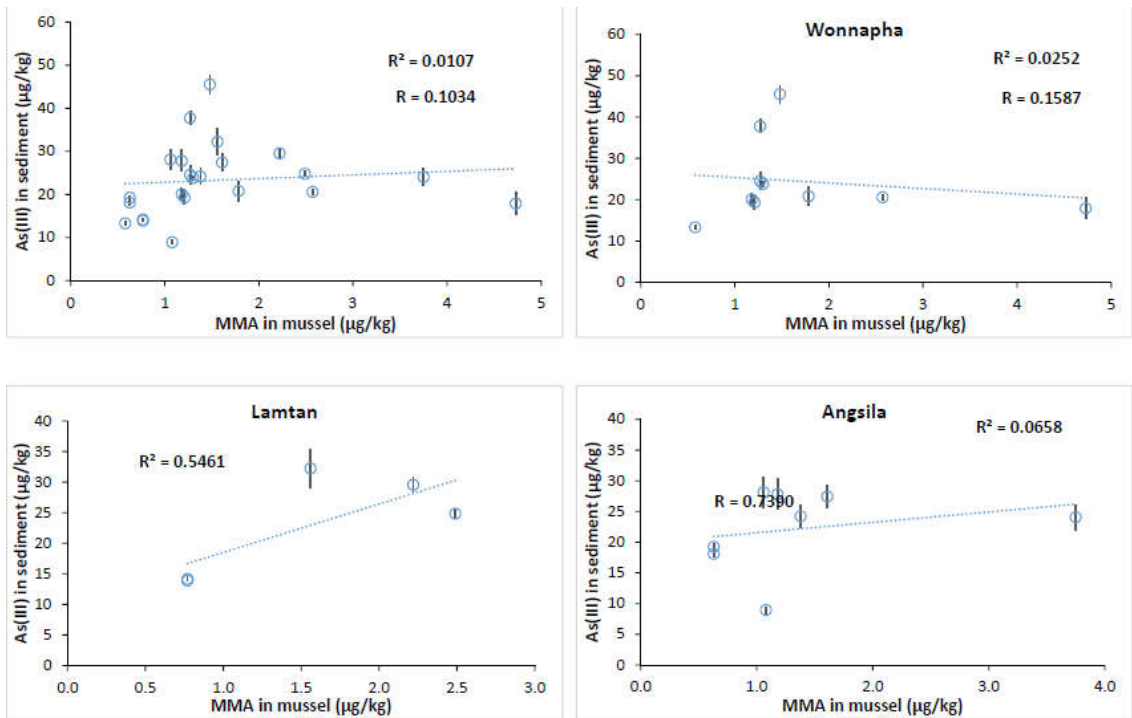 60
50
40
30
20
10
0
As(III) in sediment (µg/kg)
R² = 0.0107
R = 0.1034
0 1 2 3 4 5
MMA in mussel (µg/kg)
Wonnapha
60
50
40
30
20
10
0
As(III) in sediment (µg/kg)
R² = 0.0252
R = 0.1587
0 1 2 3 4 5
MMA in mussel (µg/kg)
Lamtan
40
35
30
25
20
15
10
5
0
As(III) in sediment (µg/kg)
R² = 0.5461
0.0 0.5 1.0 1.5 2.0 2.5 3.0
MMA in mussel (µg/kg)
Angsila
40
35
30
25
20
15
10
5
0
As(III) in sediment (µg/kg)
R² = 0.0658
R = 0.7390
0.0 1.0 2.0 3.0 4.0
MMA in mussel (µg/kg)